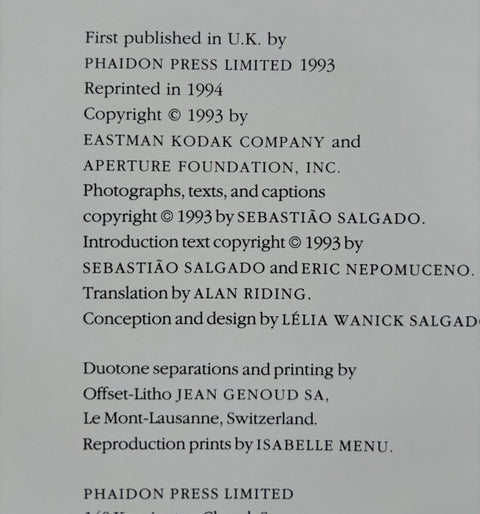 First published in U.K. by
PHAIDON PRESS LIMITED 1993
Reprinted in 1994
Copyright © 1993 by
EASTMAN KODAK COMPANY and
APERTURE FOUNDATION, INC.
Photographs, texts, and captions
copyright © 1993 by SEBASTIÃO SALGADO.
Introduction text copyright © 1993 by
SEBASTIÃO SALGADO and ERIC NEPOMUCENO.
Translation by ALAN RIDING.
Conception and design by LÉLIA WANICK SALGAD
Duotone separations and printing by
Offset-Litho JEAN GENOUD SA,
Le Mont-Lausanne, Switzerland.
Reproduction prints by ISABELLE MENU.
PHAIDON PRESS LIMITED